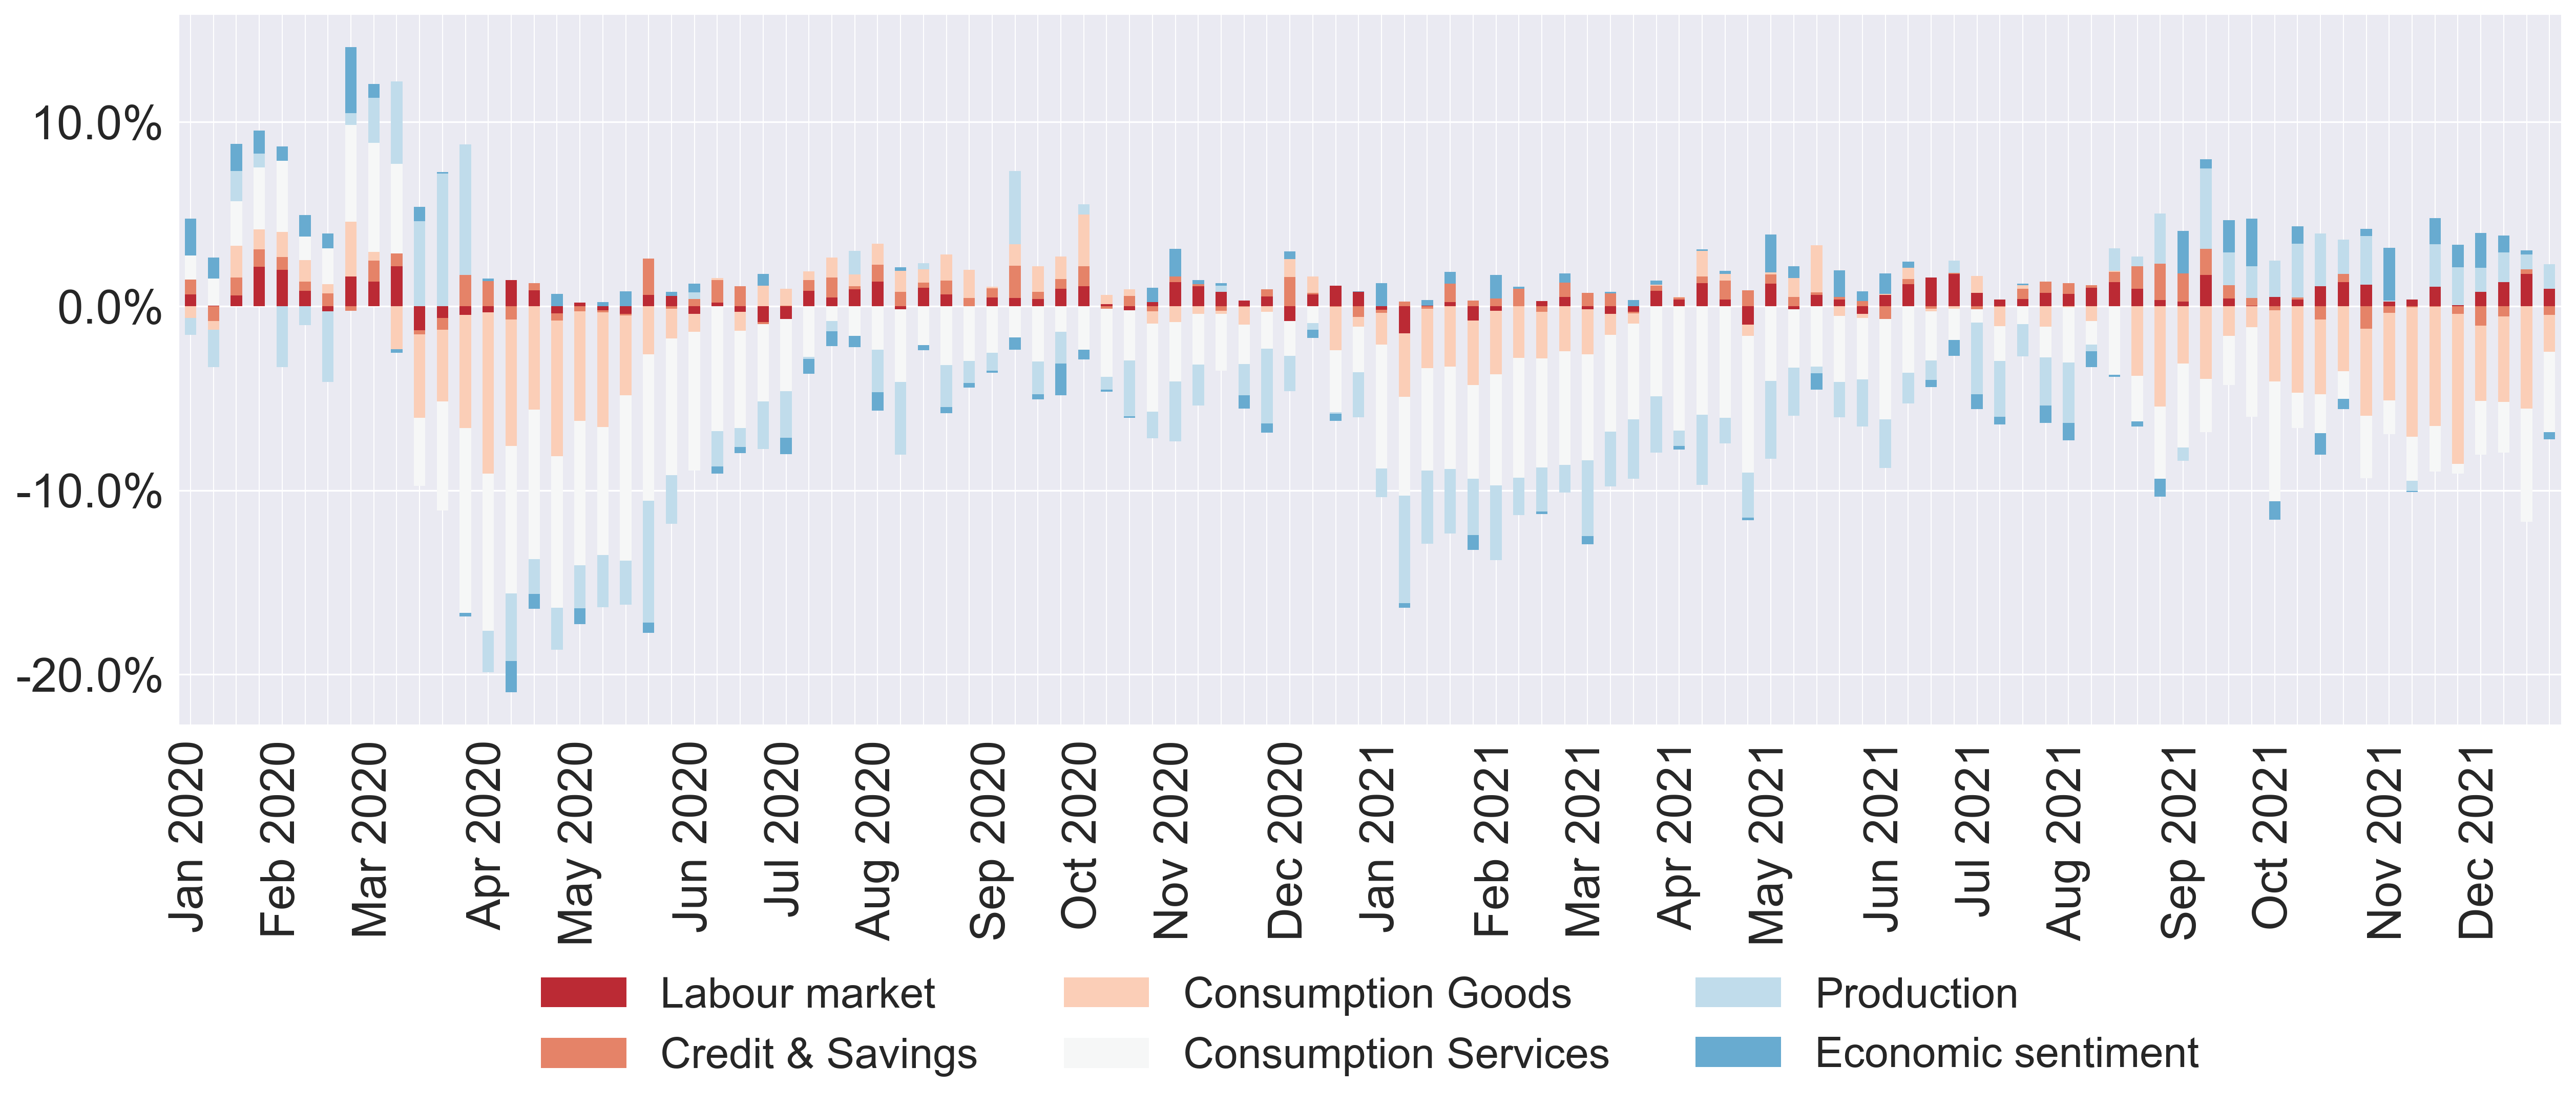 10.0%
0.0%
-10.0%
-20.0%
Jan 2020
Feb 2020
Mar 2020
Apr 2020
May 2020
Jun 2020
Jul 2020
Aug 2020
Sep 2020
Oct 2020
Nov 2020
Dec 2020
Jan 2021
Feb 2021
Mar 2021
Apr 2021
May 2021
Jun 2021
Jul 2021
Aug 2021
Sep 2021
Oct 2021
Nov 2021
Dec 2021
Labour market
Consumption Goods
Production
Credit & Savings
Consumption Services
Economic sentiment